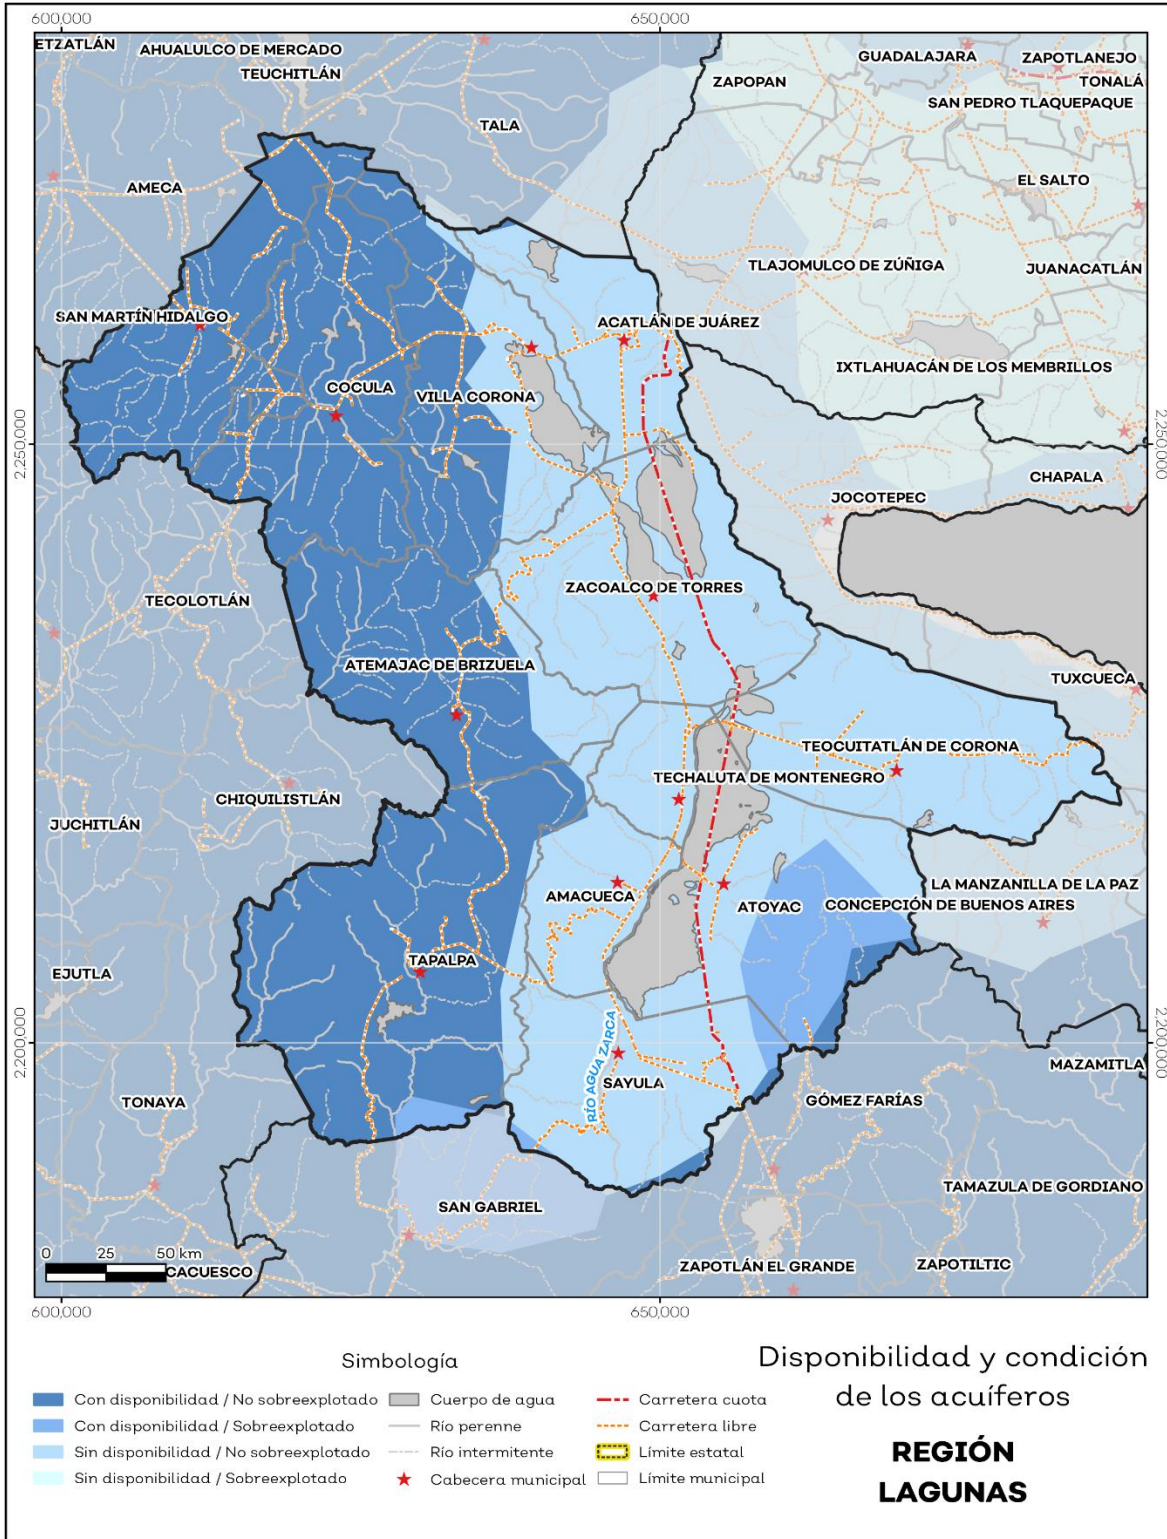 600,000
650,000
ETZATLÁN
AHUALULCO DE MERCADO
TEUCHITLÁN
GUADALAJARA
ZAPOTLANEJO
TONALÁ
ZAPOPAN
SAN PEDRO TLAQUEPAQUE
TALA
AMECA
EL SALTO
TLAJOMULCO DE ZÚÑIGA
JUANACATLÁN
SAN MARTÍN HIDALGO
ACATLÁN DE JUÁREZ
IXTLAHUACÁN DE LOS MEMBRILLOS
COCULA
VILLA CORONA
2,250,000
2,250,000
CHAPALA
JOCOTEPEC
ZACOALCO DE TORRES
TECOLOTLÁN
ATEMAJAC DE BRIZUELA
TUXCUECA
TEOCUITATLÁN DE CORONA
TECHALUTA DE MONTENEGRO
CHIQUILISTLÁN
JUCHITLÁN
LA MANZANILLA DE LA PAZ
AMACUECA
ATOYAC
CONCEPCIÓN DE BUENOS AIRES
TAPALPA
EJUTLA
2,200,000
2,200,000
RÍO AGUA ZARCA
MAZAMITLA
SAYULA
TONAYA
GÓMEZ FARÍAS
TAMAZULA DE GORDIANO
SAN GABRIEL
0 25 50 km
CACUESCO
ZAPOTLÁN EL GRANDE
ZAPOTILTIC
600,000
650,000
Simbología
Con disponibilidad / No sobreexplotado
Con disponibilidad / Sobreexplotado
Sin disponibilidad / No sobreexplotado
Sin disponibilidad / Sobreexplotado
Cuerpo de agua
Río perenne
Río intermitente
Cabecera municipal
Carretera cuota
Carretera libre
Límite estatal
Límite municipal
Disponibilidad y condición
de los acuíferos
REGIÓN
LAGUNAS